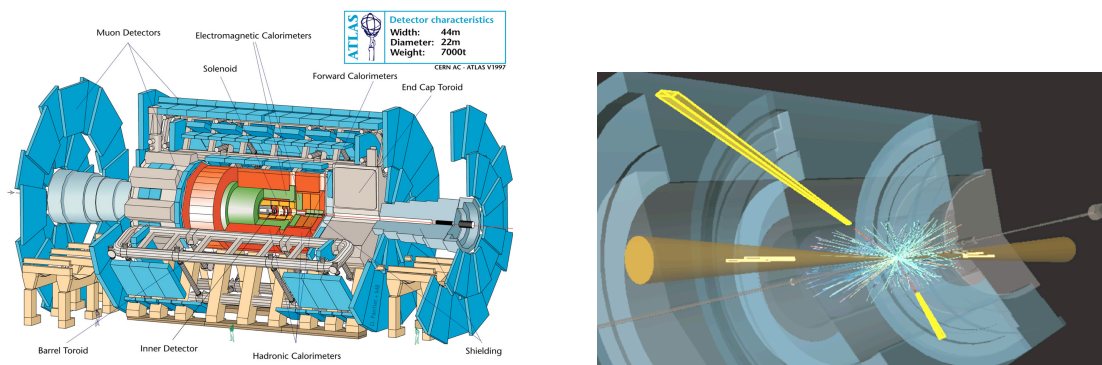 ATLAS
Detector characteristics
Width: 44m
Diameter: 22m
Weight: 7000t
CERN AC - ATLAS V1997
Muon Detectors
Electromagnetic Calorimeters
Solenoid
Forward Calorimeters
End Cap Toroid
Barrel Toroid
Inner Detector
Hadronic Calorimeters
Shielding